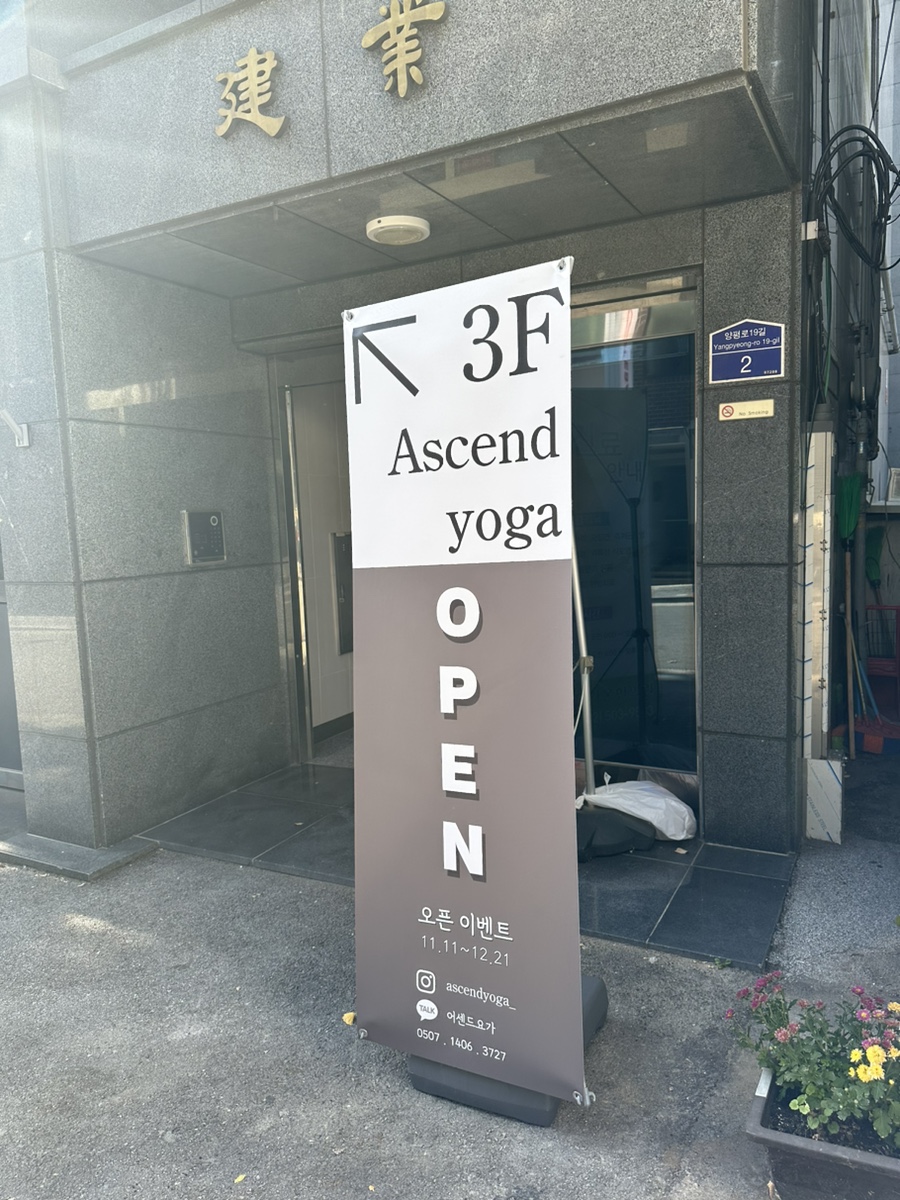 建業
3F
Ascend
yoga
OPEN
오픈 이벤트
11.11~12.21
ascendyoga_
TALK
어센드요가
0507 . 1406 . 3727
양평로19길
Yangpyeong-ro 19-gil
2
No Smoking